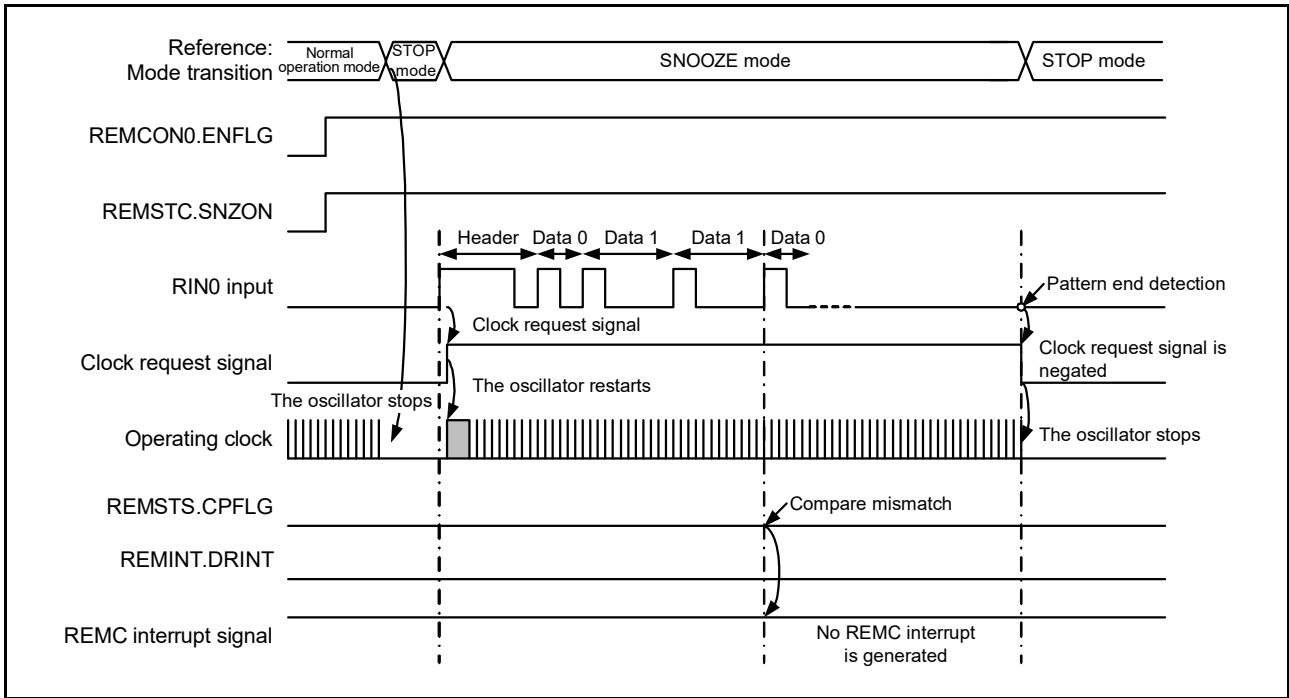 Reference:
Mode transition
Normal
operation mode
STOP
mode
SNOOZE mode
STOP mode
REMCON0.ENFLG
REMSTC.SNZON
Header
Data 0
Data 1
Data 1
Data 0
RIN0 input
Pattern end detection
Clock request signal
Clock request signal
Clock request signal is
negated
The oscillator restarts
The oscillator stops
Operating clock
The oscillator stops
REMSTS.CPFLG
Compare mismatch
REMINT.DRINT
REMC interrupt signal
No REMC interrupt
is generated